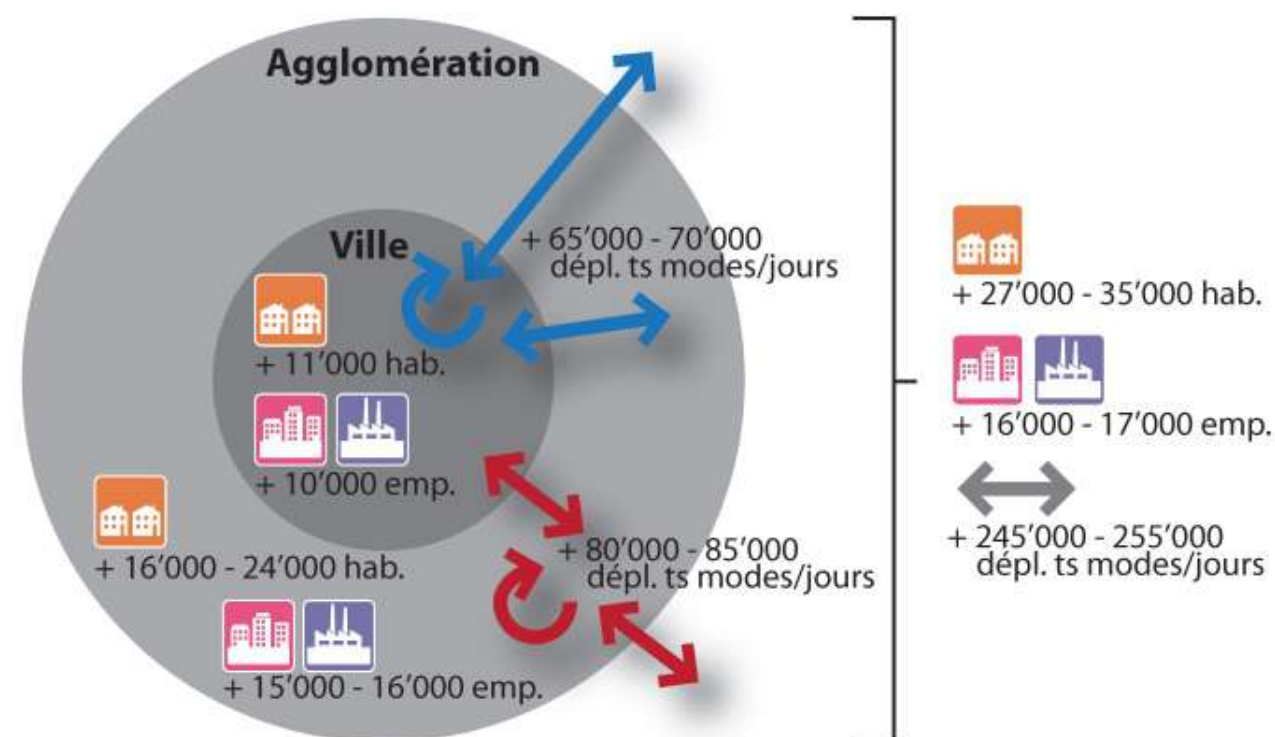 Agglomération
Ville
+ 65’000 - 70’000
dépl. ts modes/jours
+ 11’000 hab.
+ 10’000 emp.
+ 16’000 - 24’000 hab.
+ 80’000 - 85’000
dépl. ts modes/jours
+ 15’000 - 16’000 emp.
+ 27’000 - 35’000 hab.
+ 16’000 - 17’000 emp.
+ 245’000 - 255’000
dépl. ts modes/jours